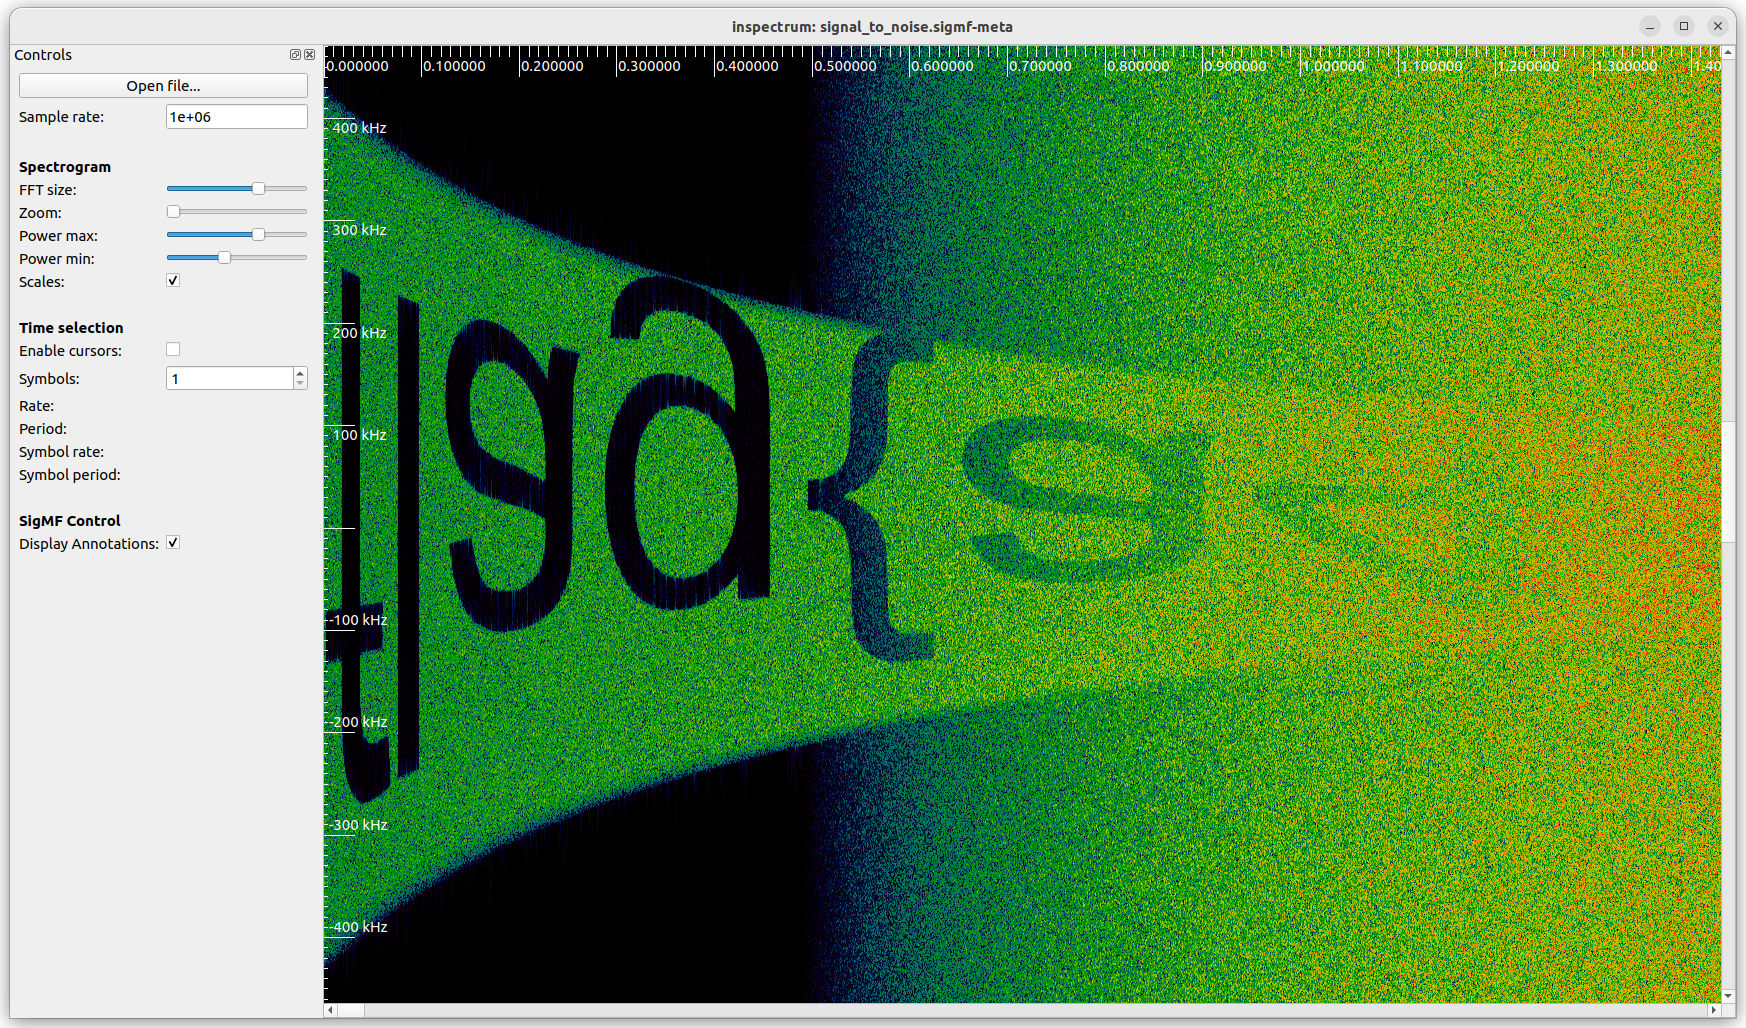 inspectrum: signal_to_noise.sigmf-meta
Controls
Open file...
Sample rate: 1e+06
Spectrogram
FFT size:
Zoom:
Power max:
Power min:
Scales:
Time selection
Enable cursors:
Symbols: 1
Rate:
Period:
Symbol rate:
Symbol period:
SigMF Control
Display Annotations:
0.000000 0.100000 0.200000 0.300000 0.400000 0.500000 0.600000 0.700000 0.800000 0.900000 1.000000 1.100000 1.200000 1.300000 1.40
400 kHz
300 kHz
200 kHz
100 kHz
-100 kHz
-200 kHz
-300 kHz
-400 kHz
flag{a